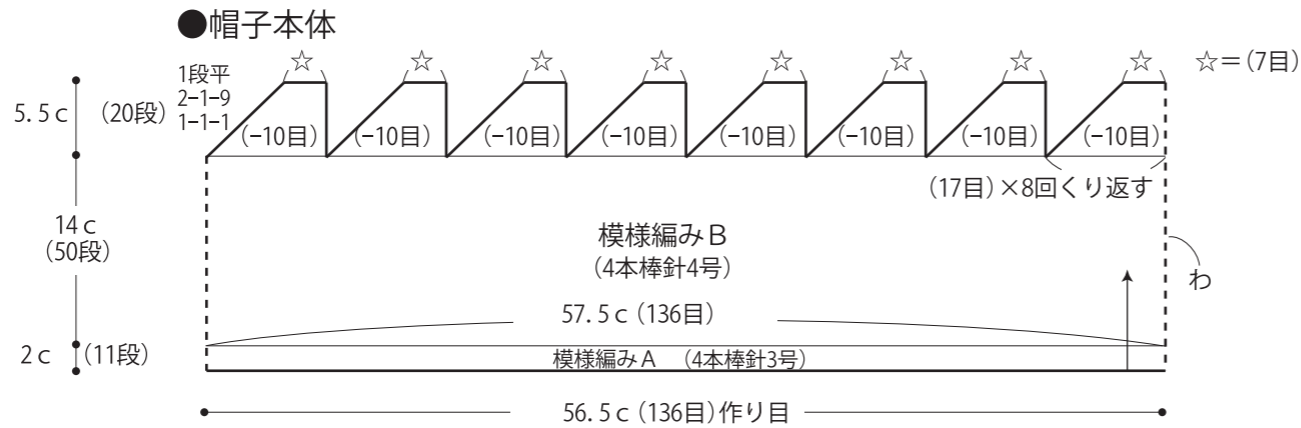 ●帽子本体
☆ ☆ ☆ ☆ ☆ ☆ ☆ ☆ ☆=(7目)
1段平
2-1-9
1-1-1
5.5c (20段)
(-10目) (-10目) (-10目) (-10目) (-10目) (-10目) (-10目) (-10目)
(17目)×8回くり返す
14c
(50段)
模様編みB
(4本棒針4号)
わ
57.5c(136目)
2c (11段)
模様編みA (4本棒針3号)
56.5c(136目)作り目